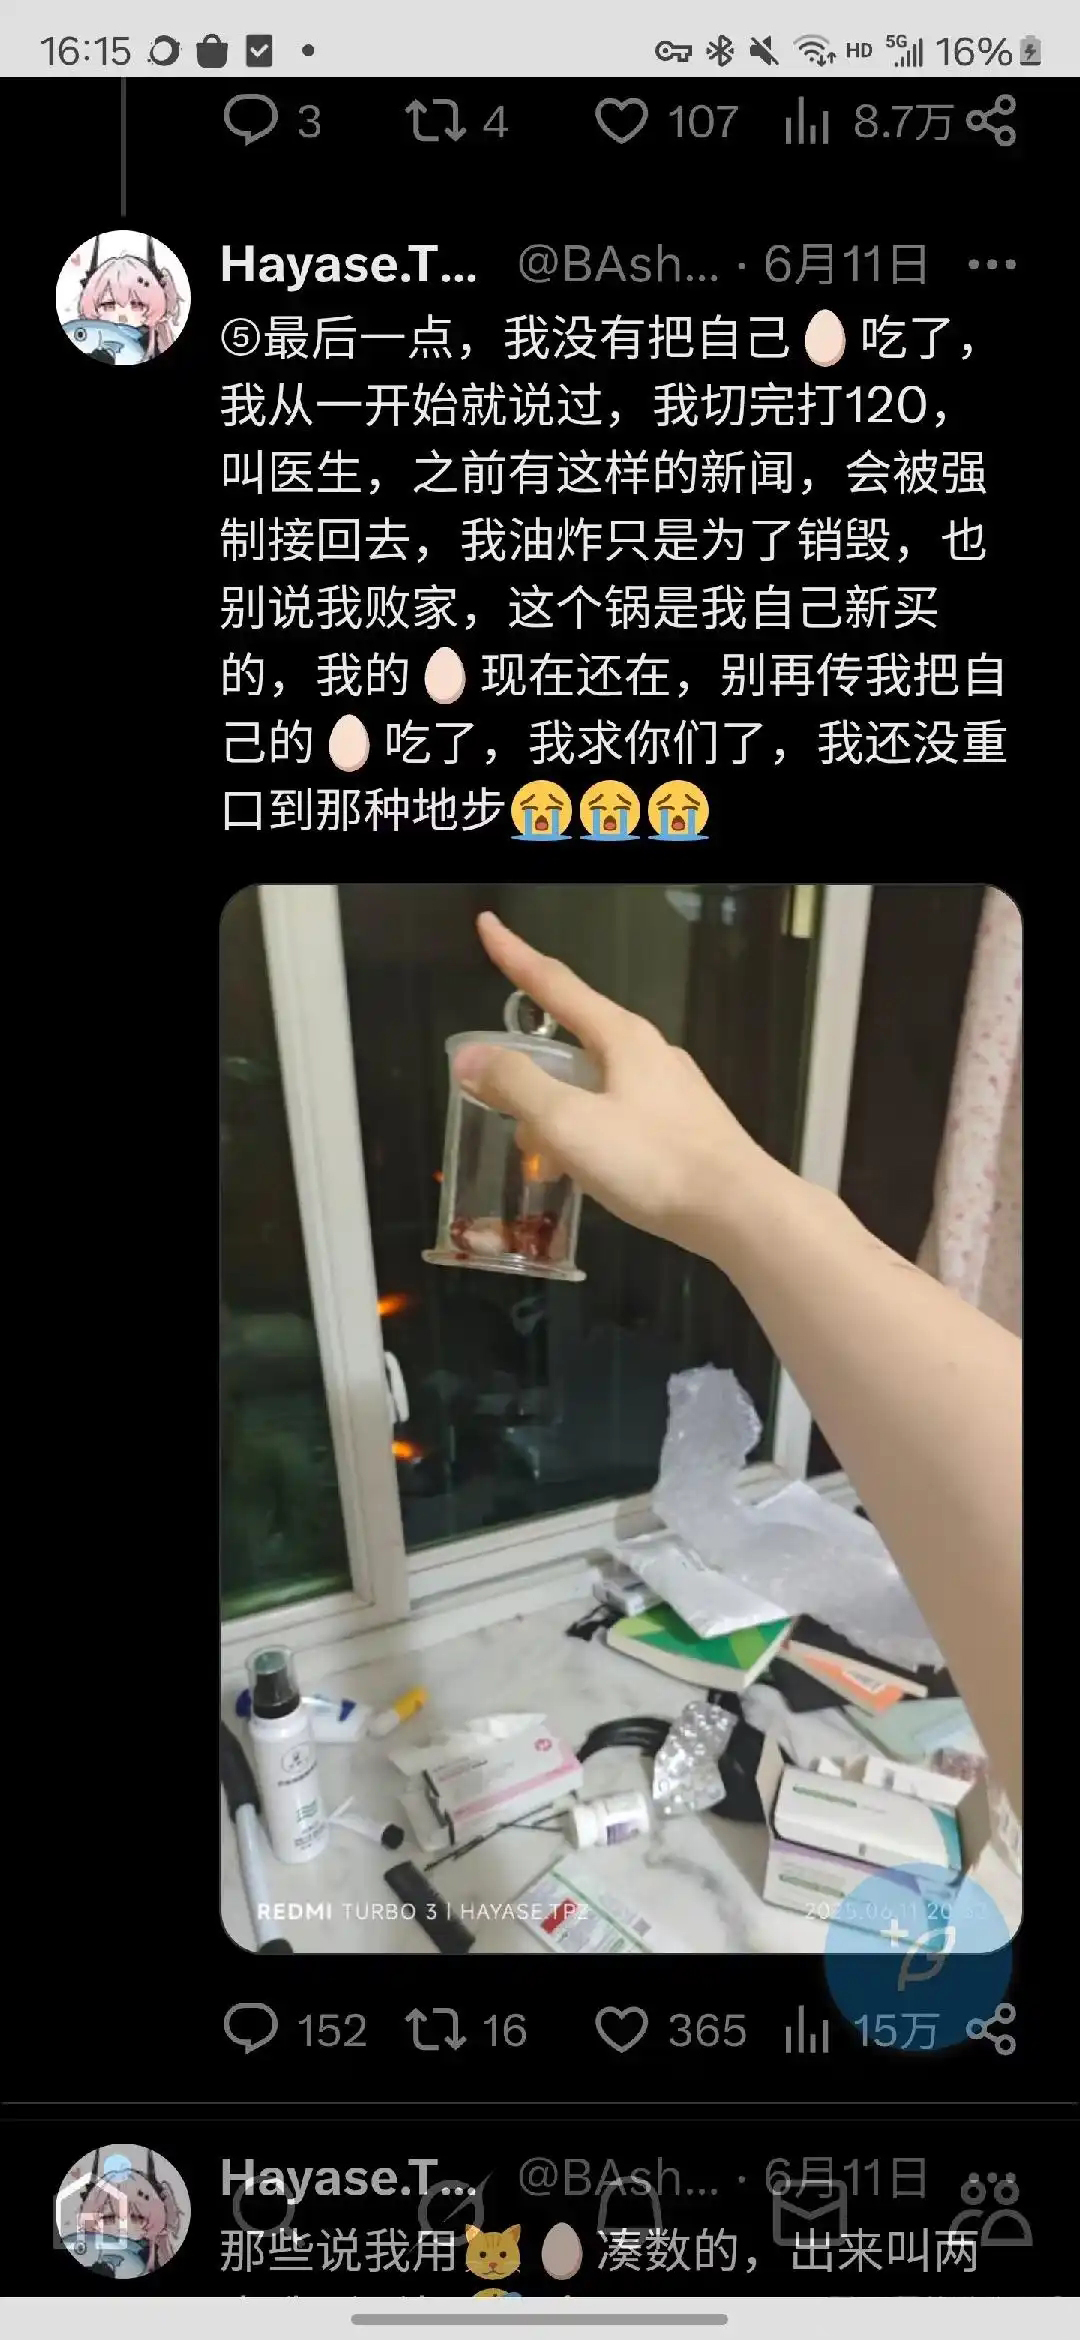 16:15 HD 5G 16%
3 4 107 8.7万
Hayase.T... @BAsh... · 6月11日
⑤最后一点，我没有把自己🥚吃了，
我从一开始就说过，我切完打120，
叫医生，之前有这样的新闻，会被强
制接回去，我油炸只是为了销毁，也
别说我败家，这个锅是我自己新买
的，我的🥚现在还在，别再传我把自
己的🥚吃了，我求你们了，我还没重
口到那种地步😭😭😭
REDMI TURBO 3 | HAYASE.TPZ
2025.06.11 20
152 16 365 15万
Hayase.T... @BAsh... · 6月11日
那些说我用🐱🥚凑数的，出来叫两